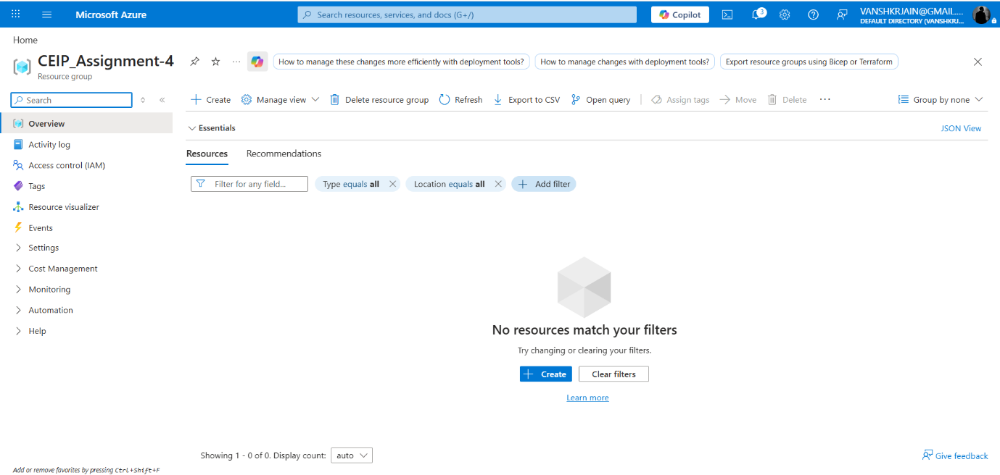 Microsoft Azure
Search resources, services, and docs (G+/)
Copilot
3
VANSHKRJAIN@GMAIL....
DEFAULT DIRECTORY (VANSHKRJ...
Home
CEIP_Assignment-4
Resource group
How to manage these changes more efficiently with deployment tools?
How to manage changes with deployment tools?
Export resource groups using Bicep or Terraform
Search
Overview
Activity log
Access control (IAM)
Tags
Resource visualizer
Events
Settings
Cost Management
Monitoring
Automation
Help
Add or remove favorites by pressing Ctrl+Shift+F
Create
Manage view
Delete resource group
Refresh
Export to CSV
Open query
Assign tags
Move
Delete
Group by none
Essentials
JSON View
Resources
Recommendations
Filter for any field...
Type equals all
Location equals all
Add filter
No resources match your filters
Try changing or clearing your filters.
Create
Clear filters
Learn more
Showing 1 - 0 of 0. Display count:
auto
Give feedback